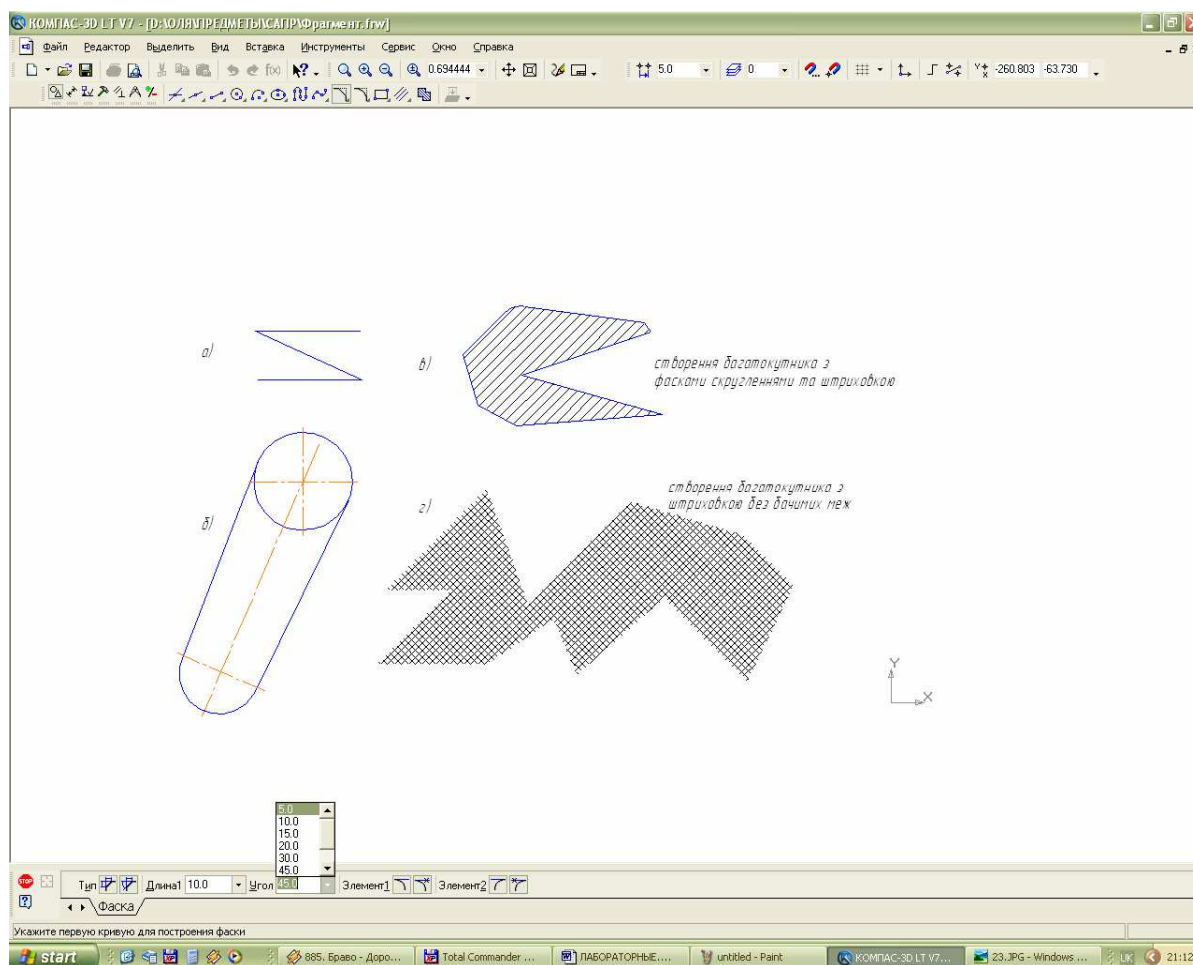 КОМПАС-3D LT V7 - [D:\ОЛЯ\ПРЕДМЕТЫ\САПР\Фрагмент.frw]
Файл Редактор Выделить Вид Вставка Инструменты Сервис Окно Справка
0.694444 5.0 0 -260.803 -63.730
а)
в)
створення багатокутника з
фасками скругленнями та штриховкою
б)
г)
створення багатокутника з
штриховкою без бачимих меж
Y
X
5.0
10.0
15.0
20.0
30.0
45.0
STOP Тип Длина1 10.0 Угол 45.0 Элемент1 Элемент2
Фаска
Укажите первую кривую для построения фаски
start 885. Браво - Доро... Total Commander ... ЛАБОРАТОРНЫЕ.... untitled - Paint КОМПАС-3D LT V7... 23.JPG - Windows ... UK 21:12